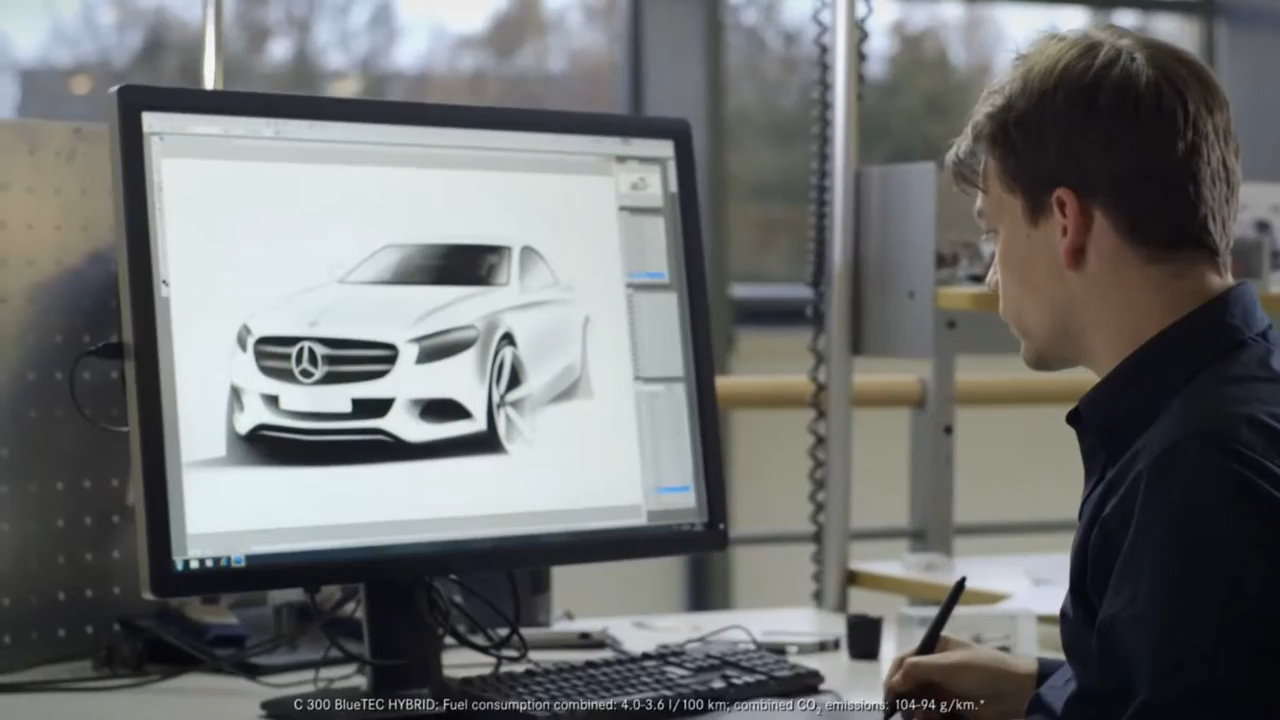 C 300 BlueTEC HYBRID; Fuel consumption combined: 4.0-3.6 l/100 km; combined CO₂ emissions: 104-94 g/km.*